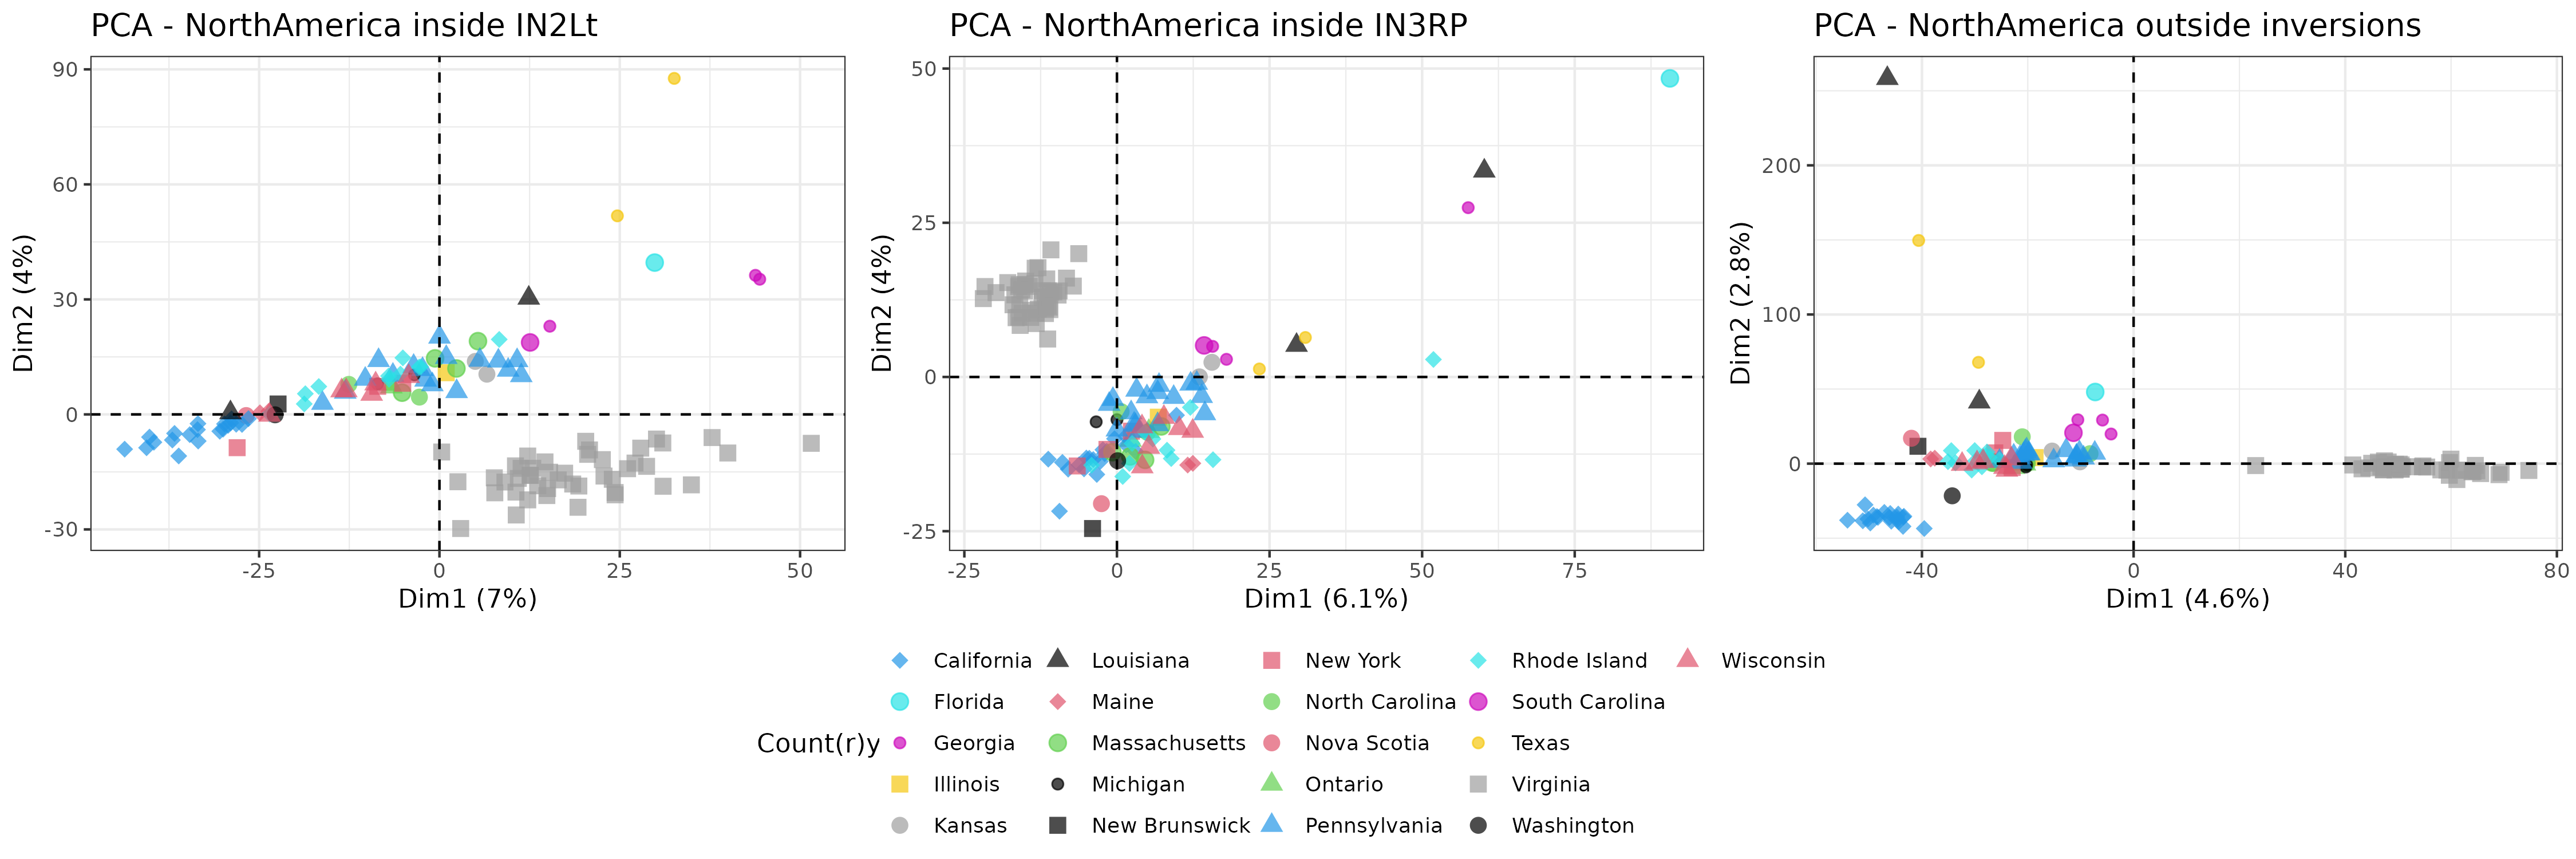 PCA - NorthAmerica inside IN2Lt
90
60
30
0
-30
Dim2 (4%)
-25
0
25
50
Dim1 (7%)
PCA - NorthAmerica inside IN3RP
50
25
0
-25
Dim2 (4%)
-25
0
25
50
75
Dim1 (6.1%)
PCA - NorthAmerica outside inversions
200
100
0
Dim2 (2.8%)
-40
0
40
80
Dim1 (4.6%)
Count(r)y
California
Florida
Georgia
Illinois
Kansas
Louisiana
Maine
Massachusetts
Michigan
New Brunswick
New York
North Carolina
Nova Scotia
Ontario
Pennsylvania
Rhode Island
South Carolina
Texas
Virginia
Washington
Wisconsin